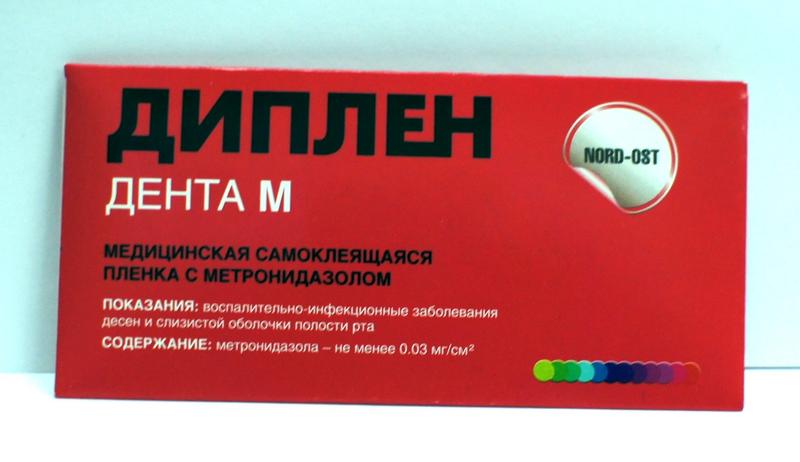 ДИПЛЕН
NORD-OST
ДЕНТА М
МЕДИЦИНСКАЯ САМОКЛЕЯЩАЯСЯ
ПЛЕНКА С МЕТРОНИДАЗОЛОМ
ПОКАЗАНИЯ: воспалительно-инфекционные заболевания
десен и слизистой оболочки полости рта
СОДЕРЖАНИЕ: метронидазола – не менее 0.03 мг/см²